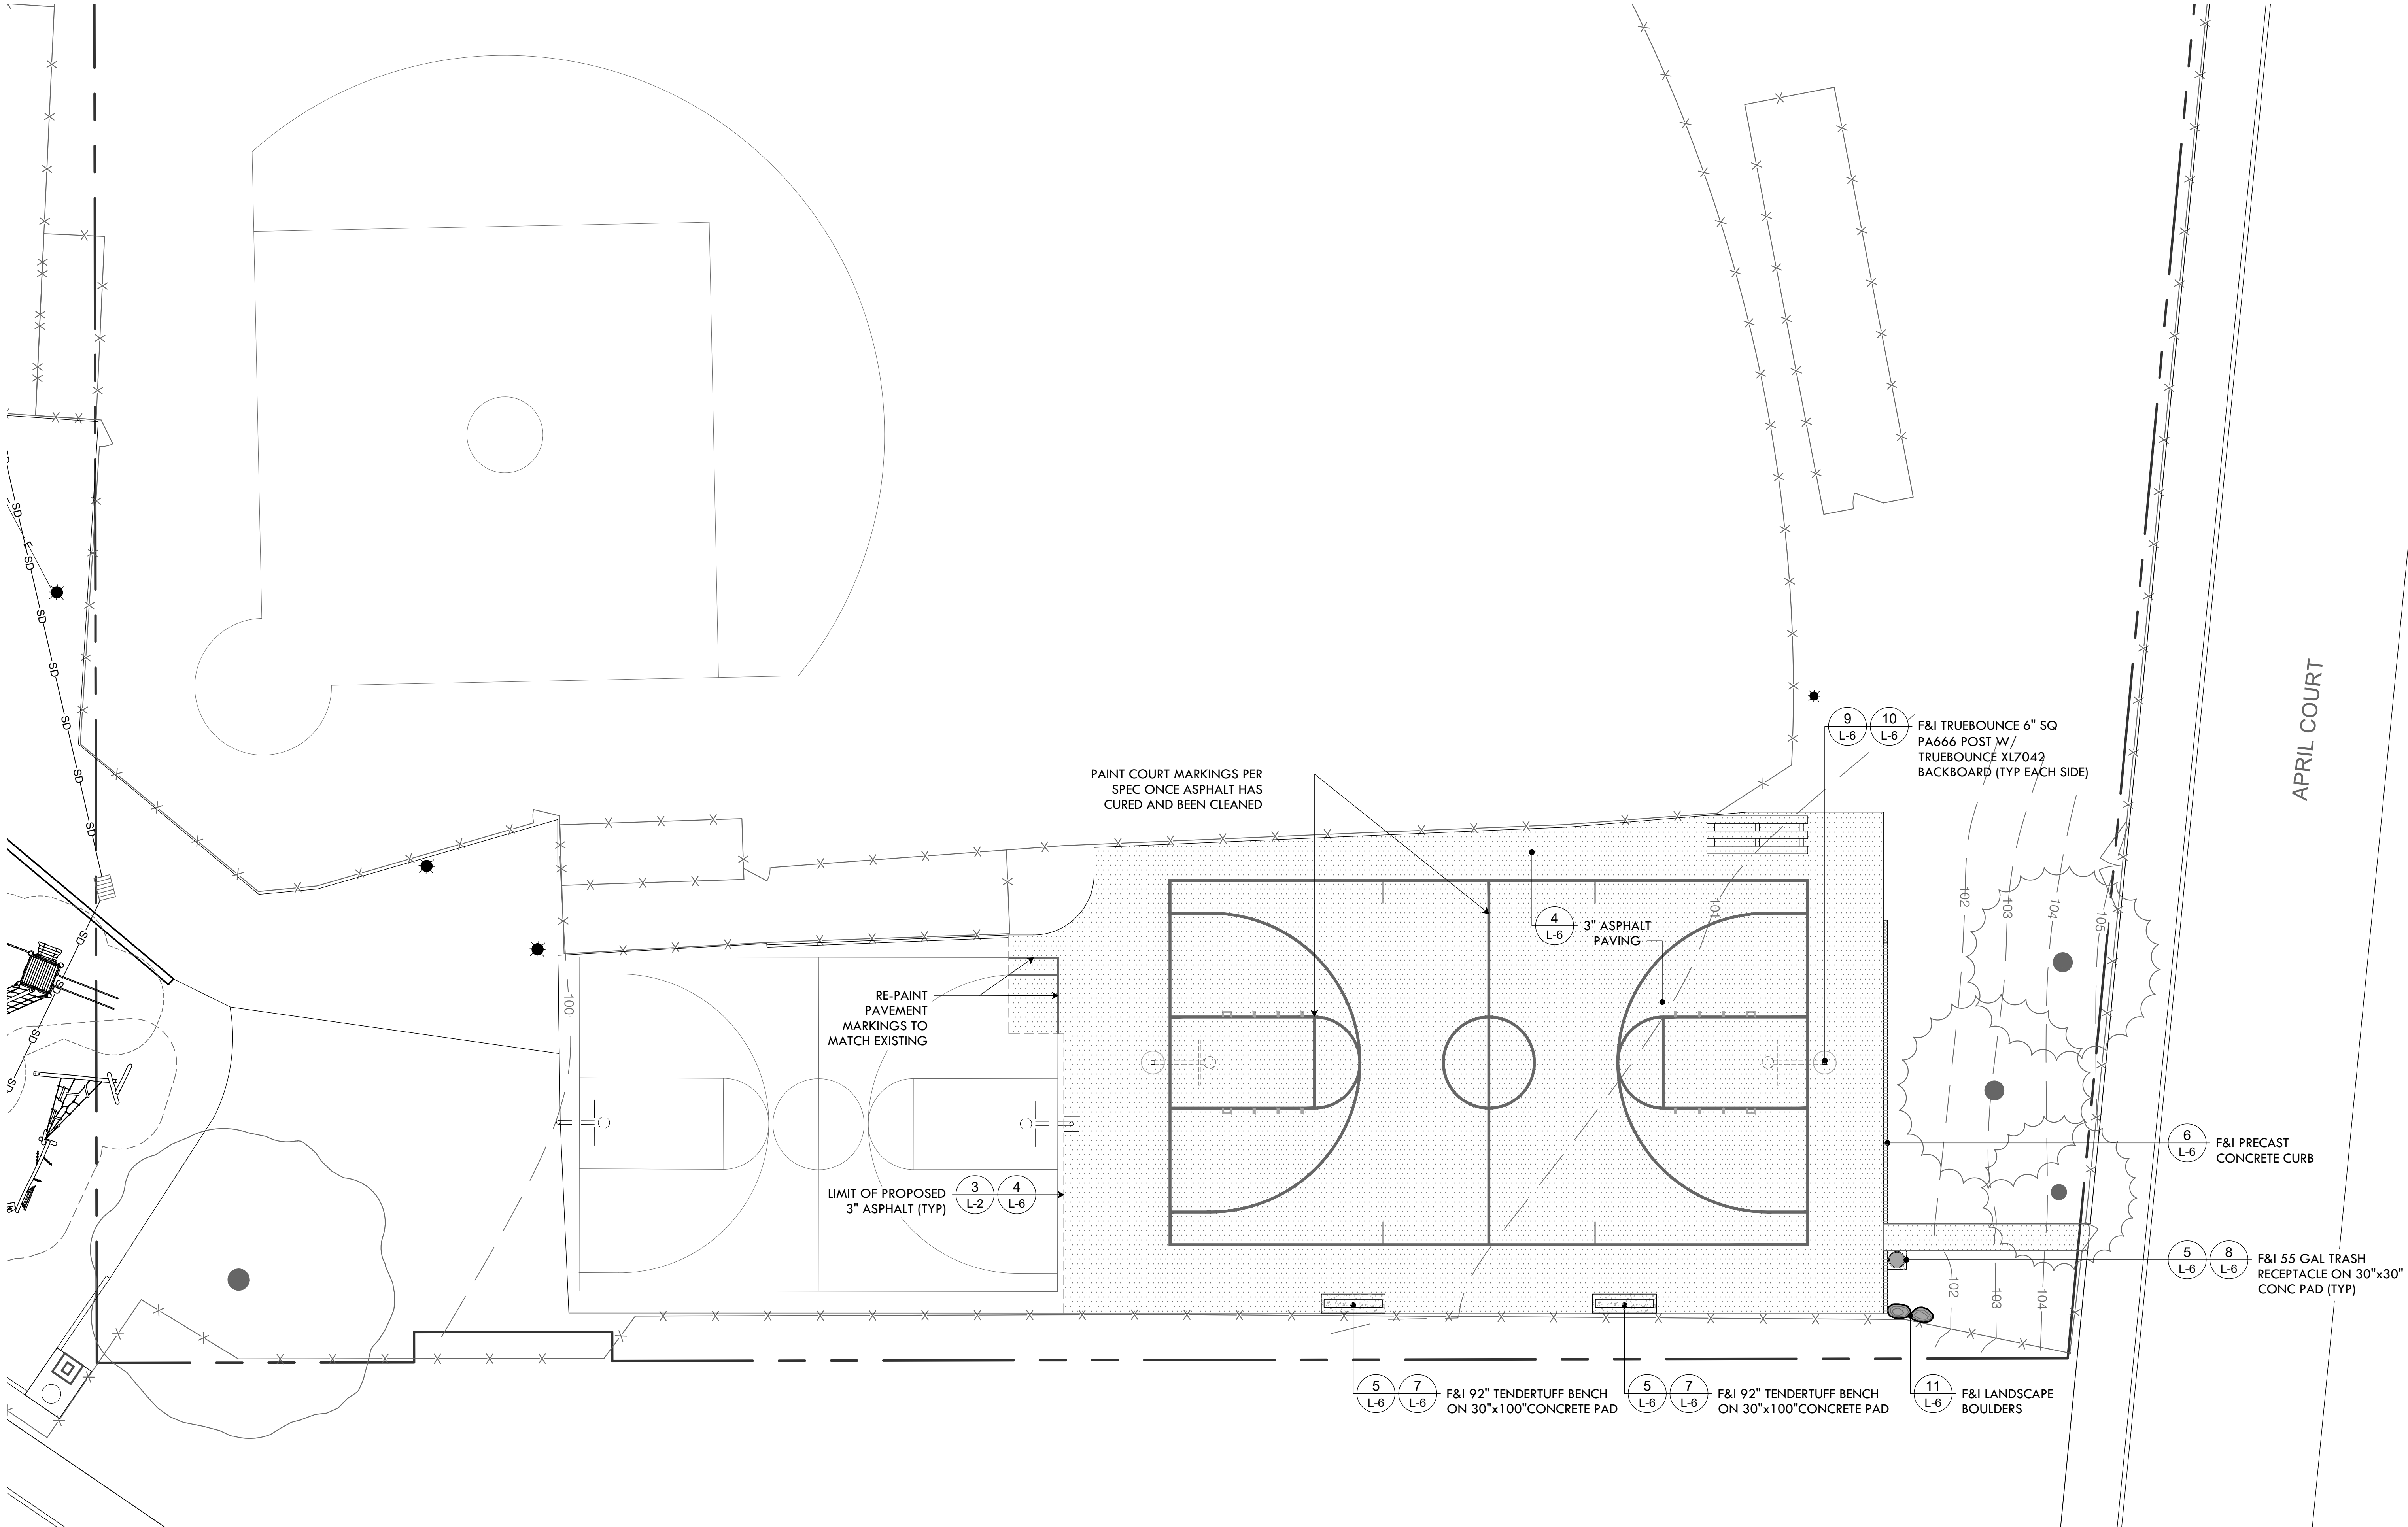 SD
E
SD
SD
SD
SD
SD
SD
SD
SD
SD
SD
APRIL COURT
9
L-6
10
L-6
F&I TRUEBOUNCE 6" SQ
PA666 POST W/
TRUEBOUNCE XL7042
BACKBOARD (TYP EACH SIDE)
PAINT COURT MARKINGS PER
SPEC ONCE ASPHALT HAS
CURED AND BEEN CLEANED
102
103
104
105
101
4
L-6
3" ASPHALT
PAVING
100
RE-PAINT
PAVEMENT
MARKINGS TO
MATCH EXISTING
6
L-6
F&I PRECAST
CONCRETE CURB
LIMIT OF PROPOSED
3" ASPHALT (TYP)
3
L-2
4
L-6
5
L-6
8
L-6
F&I 55 GAL TRASH
RECEPTACLE ON 30"x30"
CONC PAD (TYP)
102
103
104
5
L-6
7
L-6
F&I 92" TENDERTUFF BENCH
ON 30"x100"CONCRETE PAD
5
L-6
7
L-6
F&I 92" TENDERTUFF BENCH
ON 30"x100"CONCRETE PAD
11
L-6
F&I LANDSCAPE
BOULDERS